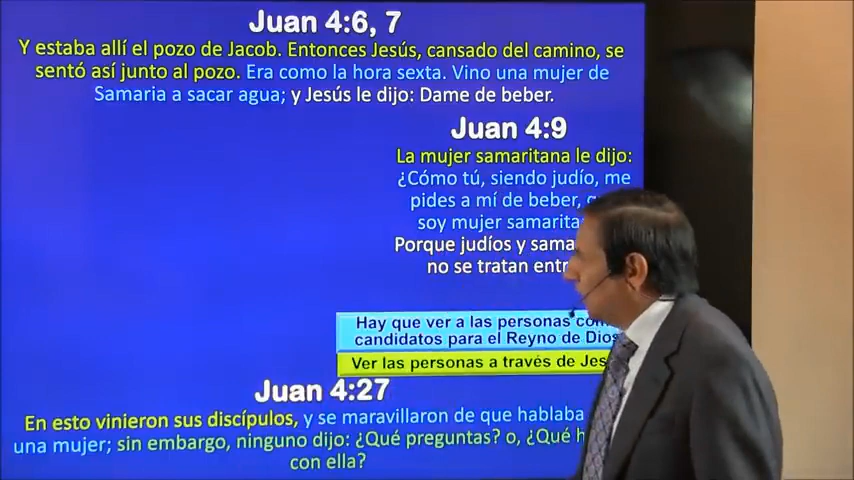 Juan 4:6, 7
Y estaba allí el pozo de Jacob. Entonces Jesús, cansado del camino, se
sentó así junto al pozo. Era como la hora sexta. Vino una mujer de
Samaria a sacar agua; y Jesús le dijo: Dame de beber.
Juan 4:9
La mujer samaritana le dijo:
¿Cómo tú, siendo judío, me
pides a mí de beber,
soy mujer
Porque judíos y
no se tratan
Hay que ver a las personas
candidatos para el Reyno de Dios
Ver las personas a través de
Juan 4:27
En esto vinieron sus discípulos, y se maravillaron de que hablaba
una mujer; sin embargo, ninguno dijo: ¿Qué preguntas? o, ¿Qué
con ella?